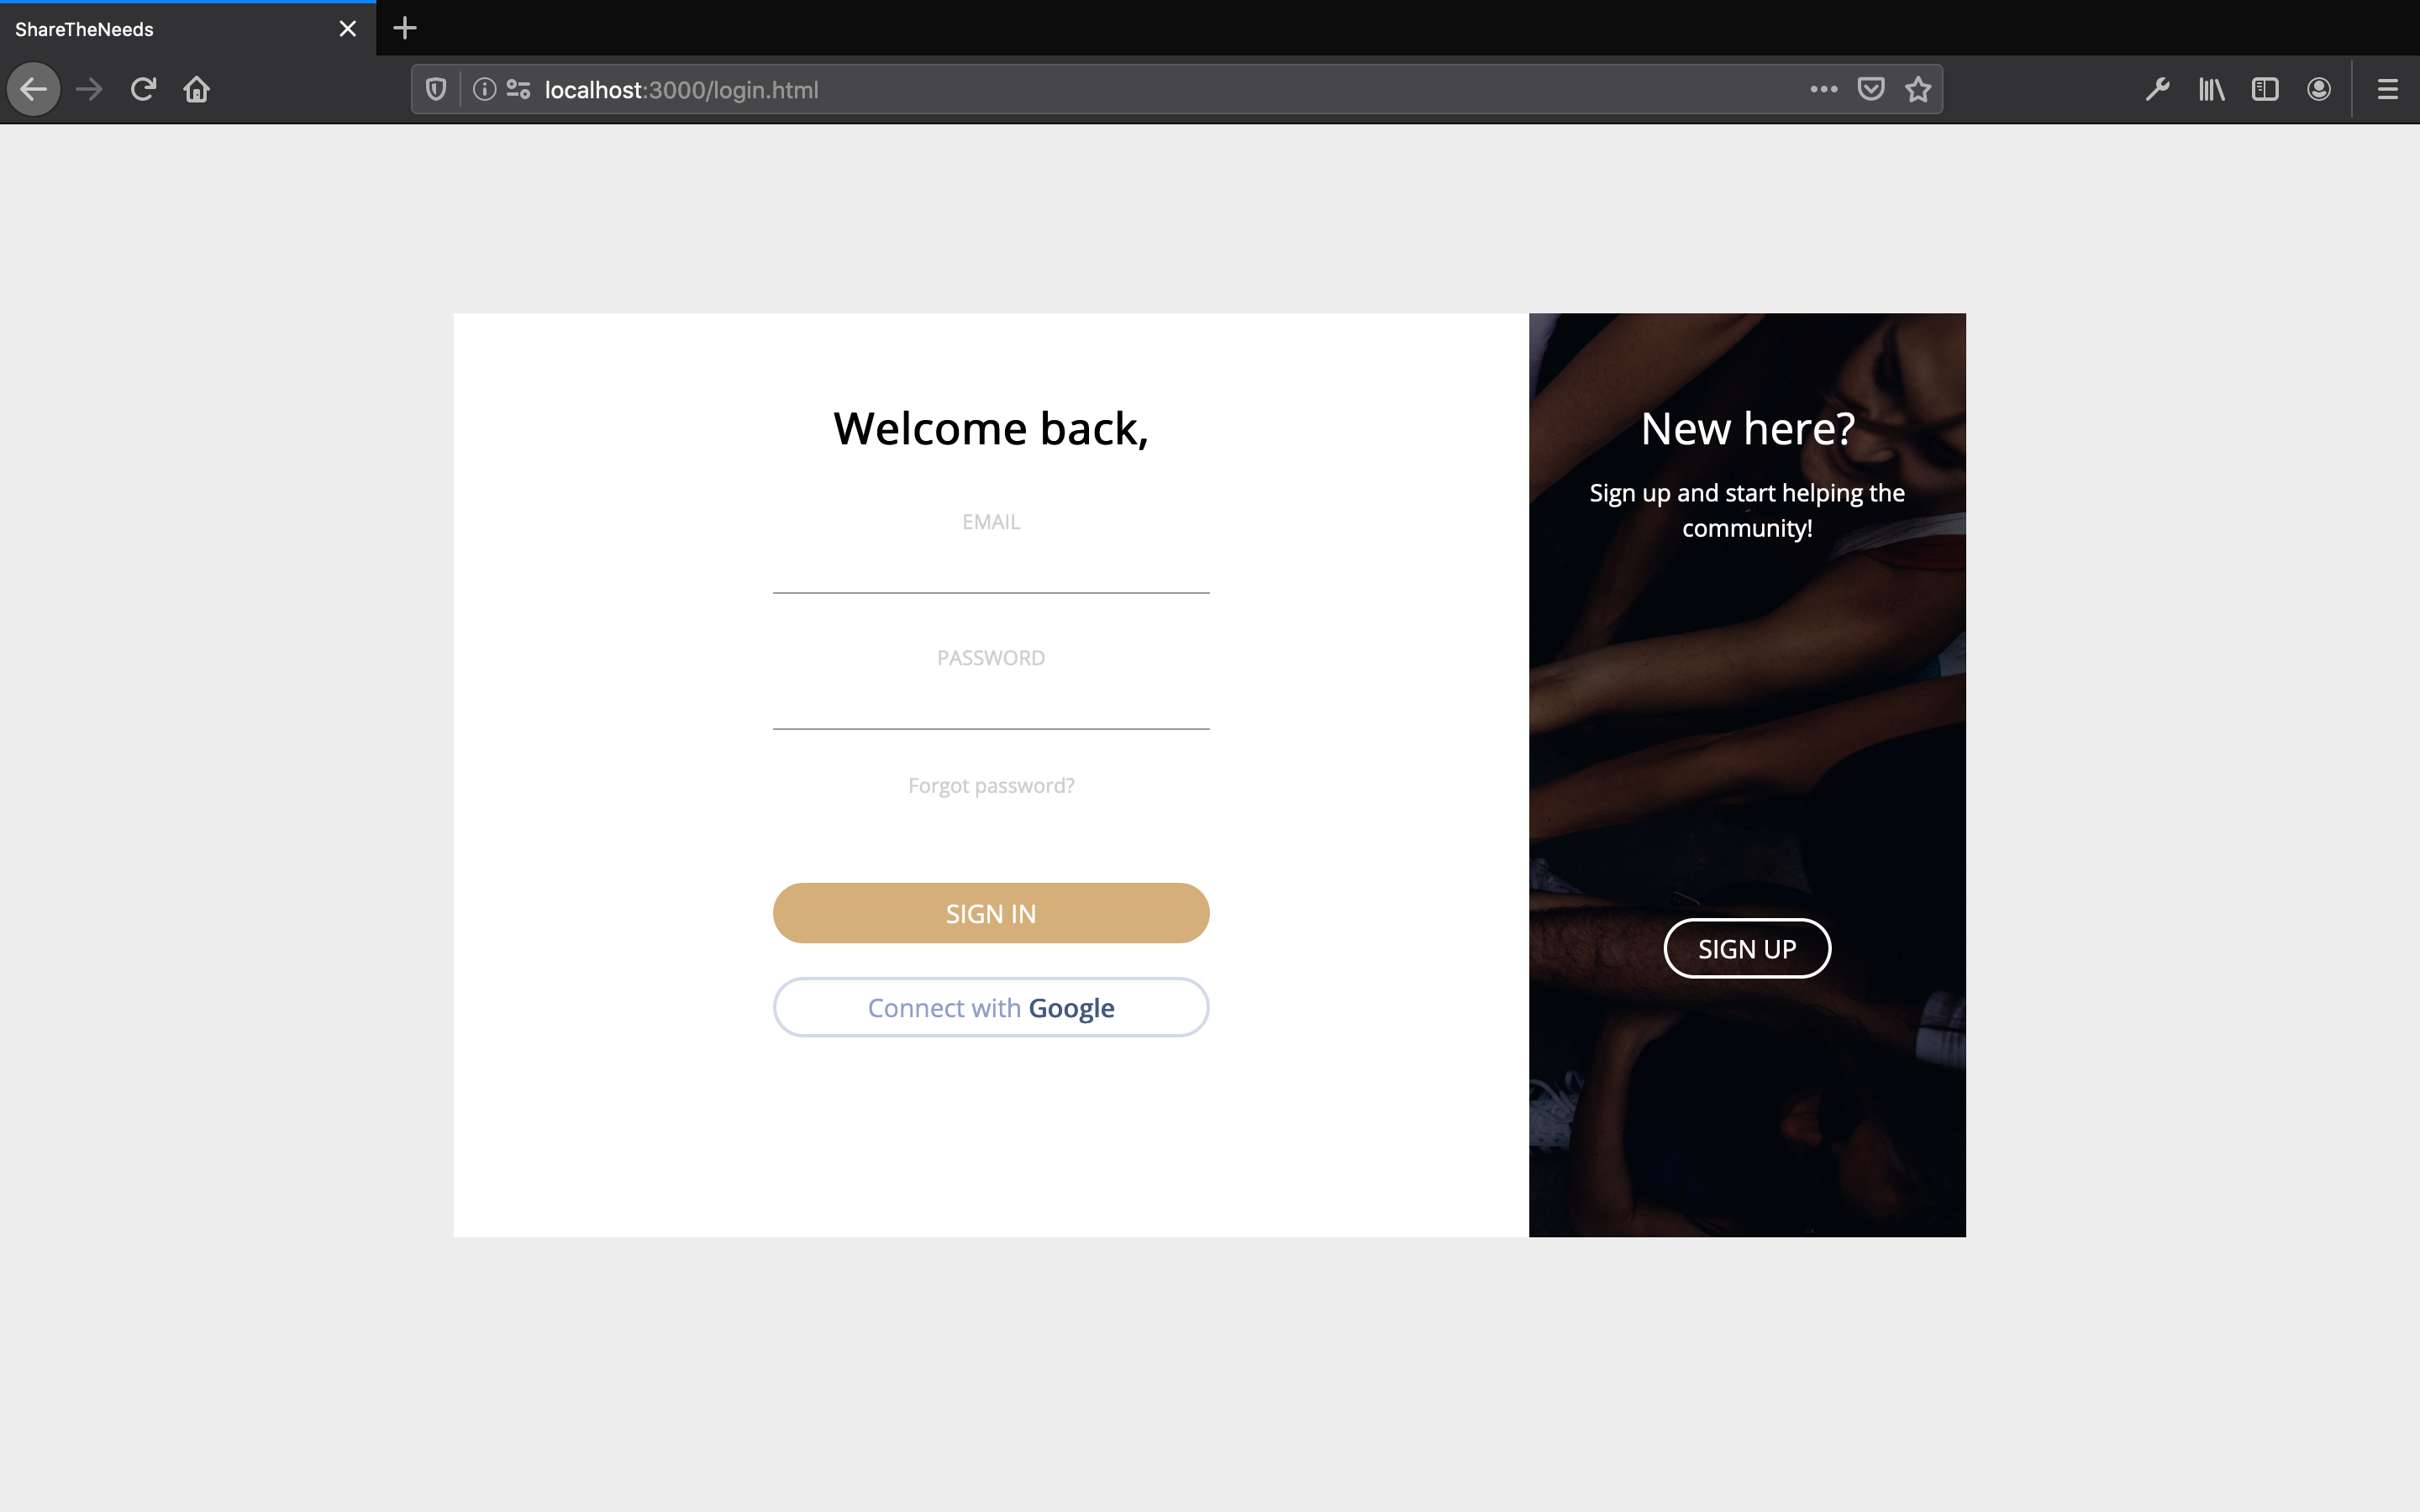 ShareTheNeeds
localhost:3000/login.html
Welcome back,
EMAIL
PASSWORD
Forgot password?
SIGN IN
Connect with Google
New here?
Sign up and start helping the
community!
SIGN UP